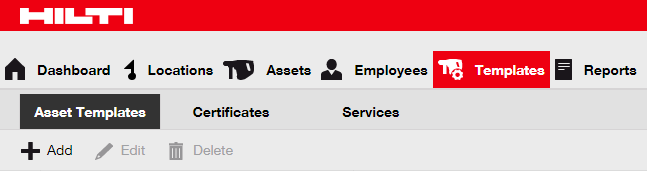 HILTI
Dashboard Locations Assets Employees Templates Reports
Asset Templates Certificates Services
Add Edit Delete